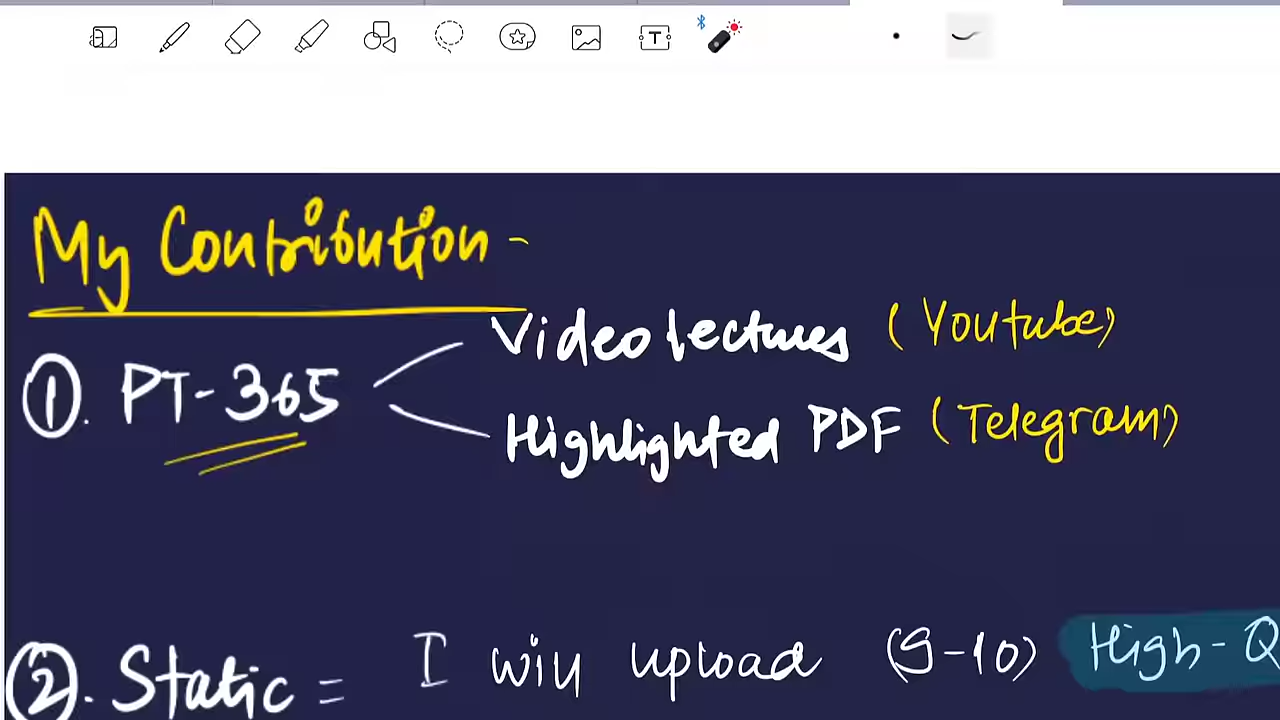 My Contribution -
Video lectures (Youtube)
①. PT-365
Highlighted PDF (Telegram)
②. Static = I will upload (9-10) High-Q